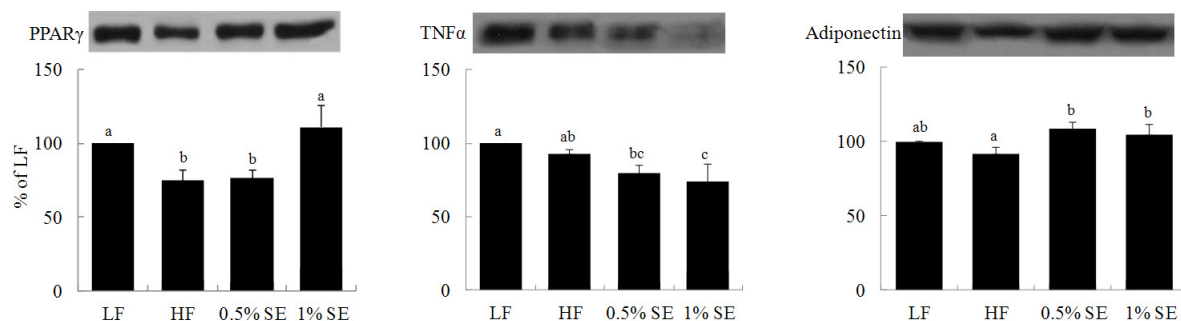 PPARγ
150
100
50
0
% of LF
a
b
b
a
LF HF 0.5% SE 1% SE
TNFα
150
100
50
0
a
ab
bc
c
LF HF 0.5% SE 1% SE
Adiponectin
150
100
50
0
ab
a
b
b
LF HF 0.5% SE 1% SE